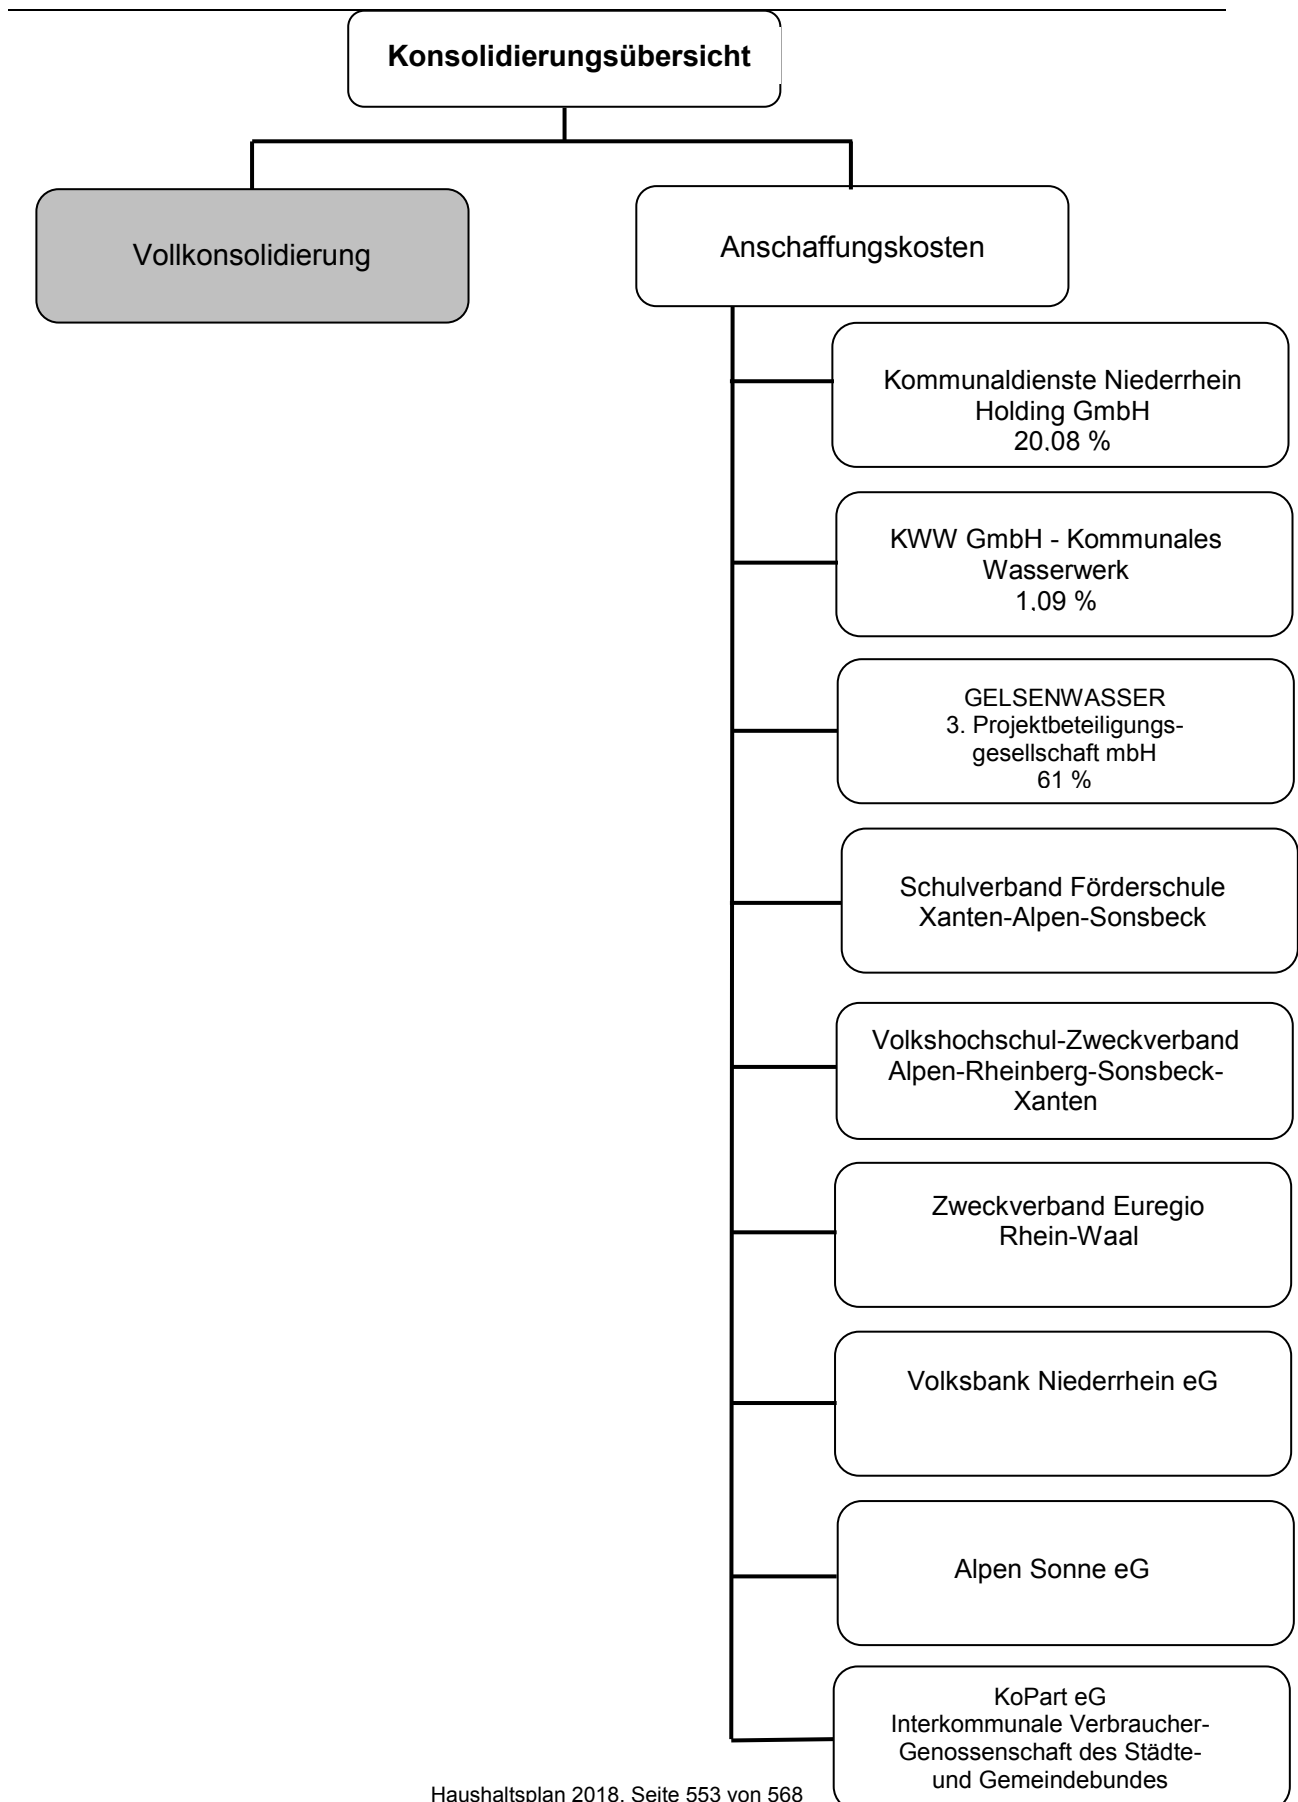 Konsolidierungsübersicht
Vollkonsolidierung
Anschaffungskosten
Kommunaldienste Niederrhein
Holding GmbH
20,08 %
KWW GmbH - Kommunales
Wasserwerk
1,09 %
GELSENWASSER
3. Projektbeteiligungs-
gesellschaft mbH
61 %
Schulverband Förderschule
Xanten-Alpen-Sonsbeck
Volkshochschul-Zweckverband
Alpen-Rheinberg-Sonsbeck-
Xanten
Zweckverband Euregio
Rhein-Waal
Volksbank Niederrhein eG
Alpen Sonne eG
KoPart eG
Interkommunale Verbraucher-
Genossenschaft des Städte-
und Gemeindebundes
Haushaltsplan 2018, Seite 553 von 568